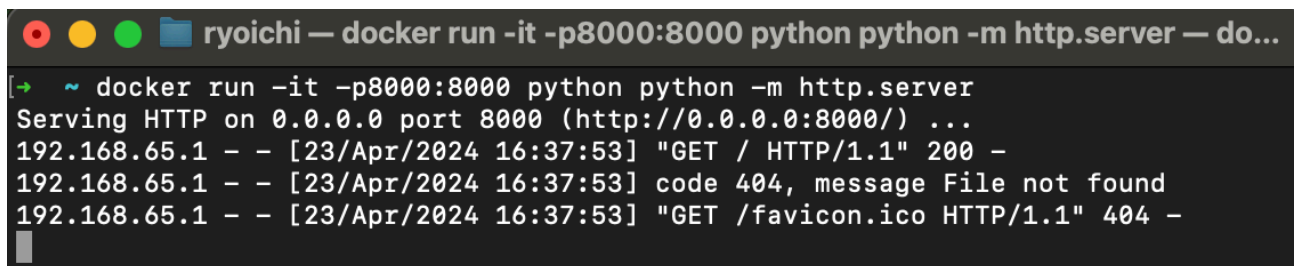 ryoichi — docker run -it -p8000:8000 python python -m http.server — do...
[→ ~ docker run -it -p8000:8000 python python -m http.server
Serving HTTP on 0.0.0.0 port 8000 (http://0.0.0.0:8000/) ...
192.168.65.1 - - [23/Apr/2024 16:37:53] "GET / HTTP/1.1" 200 -
192.168.65.1 - - [23/Apr/2024 16:37:53] code 404, message File not found
192.168.65.1 - - [23/Apr/2024 16:37:53] "GET /favicon.ico HTTP/1.1" 404 -